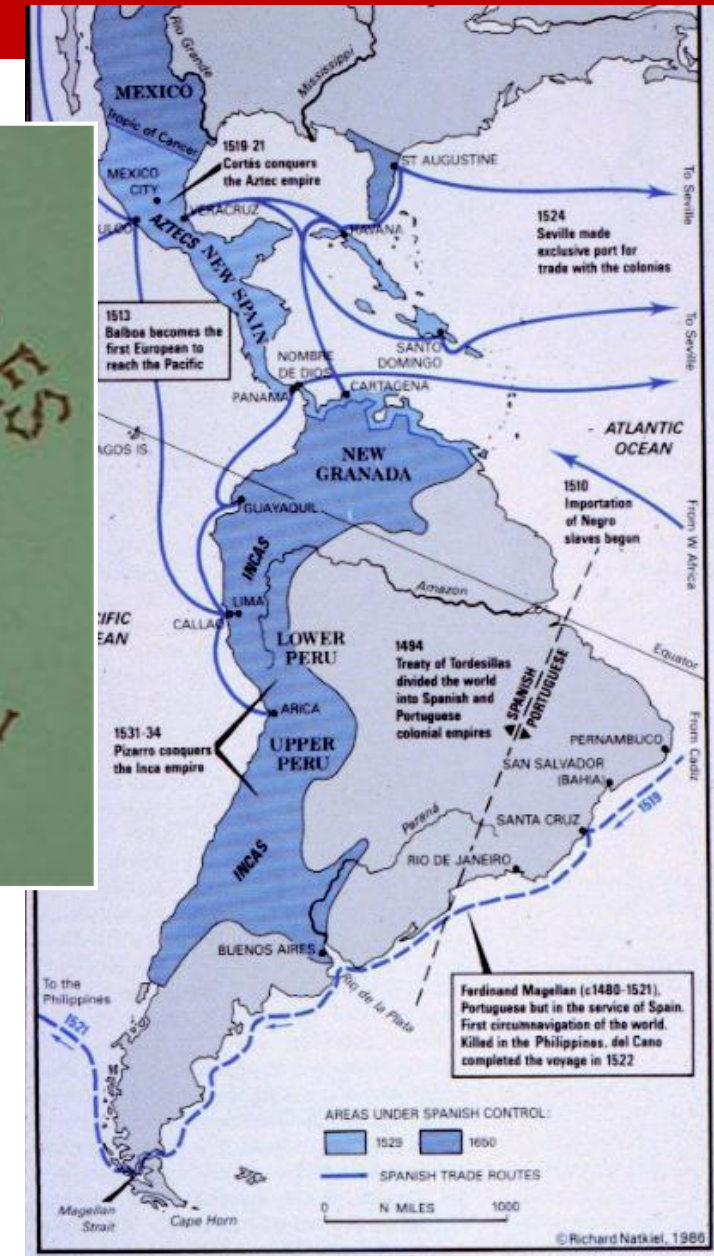 Rio Grande
Mississippi
MEXICO
Tropic of Cancer
1519-21
Cortés conquers
the Aztec empire
ST AUGUSTINE
To Seville
MEXICO
CITY
VERACRUZ
HAVANA
AZTECS
NEW SPAIN
1524
Seville made
exclusive port for
trade with the colonies
1513
Balboa becomes the
first European to
reach the Pacific
SANTO
DOMINGO
To Seville
NOMBRE
DE DIOS
PANAMA
CARTAGENA
ATLANTIC
OCEAN
AGOS IS.
NEW
GRANADA
1510
Importation
of Negro
slaves begun
From W Africa
GUAYAQUIL
INCAS
Amazon
LIMA
CALLAO
CIFIC
EAN
LOWER
PERU
1494
Treaty of Tordesillas
divided the world
into Spanish and
Portuguese
colonial empires
SPANISH
PORTUGUESE
Equator
ARICA
From Cadiz
1531-34
Pizarro conquers
the Inca empire
UPPER
PERU
PERNAMBUCO
SAN SALVADOR
(BAHIA)
1519
Paraná
SANTA CRUZ
INCAS
RIO DE JANEIRO
BUENOS AIRES
Rio de la Plata
To the
Philippines
1521
Ferdinand Magellan (c1480-1521),
Portuguese but in the service of Spain.
First circumnavigation of the world.
Killed in the Philippines, del Cano
completed the voyage in 1522
AREAS UNDER SPANISH CONTROL:
1529 1650
SPANISH TRADE ROUTES
0 N MILES 1000
Magellan
Strait
Cape Horn
©Richard Natkiel, 1986